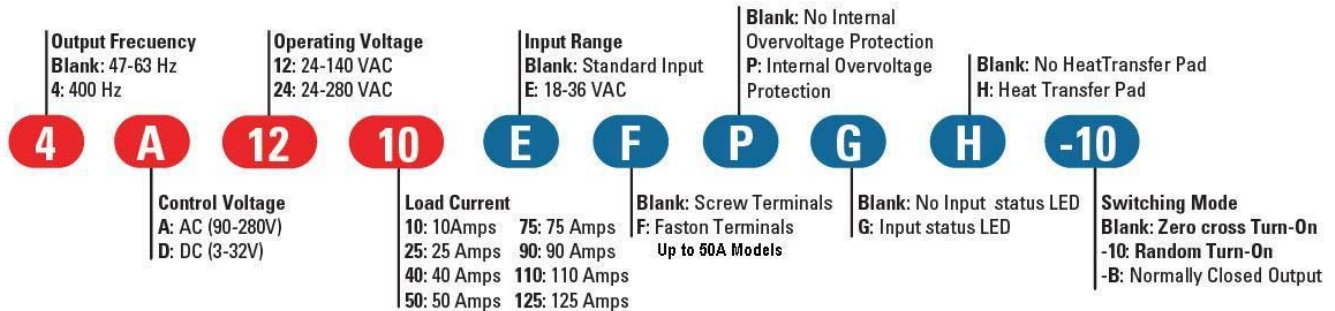 Output Frecuency
Blank: 47-63 Hz
4: 400 Hz
Operating Voltage
12: 24-140 VAC
24: 24-280 VAC
Input Range
Blank: Standard Input
E: 18-36 VAC
Blank: No Internal
Overvoltage Protection
P: Internal Overvoltage
Protection
Blank: No HeatTransfer Pad
H: Heat Transfer Pad
4 A 12 10 E F P G H -10
Control Voltage
A: AC (90-280V)
D: DC (3-32V)
Load Current
10: 10Amps 75: 75 Amps
25: 25 Amps 90: 90 Amps
40: 40 Amps 110: 110 Amps
50: 50 Amps 125: 125 Amps
Blank: Screw Terminals
F: Faston Terminals
Up to 50A Models
Blank: No Input status LED
G: Input status LED
Switching Mode
Blank: Zero cross Turn-On
-10: Random Turn-On
-B: Normally Closed Output